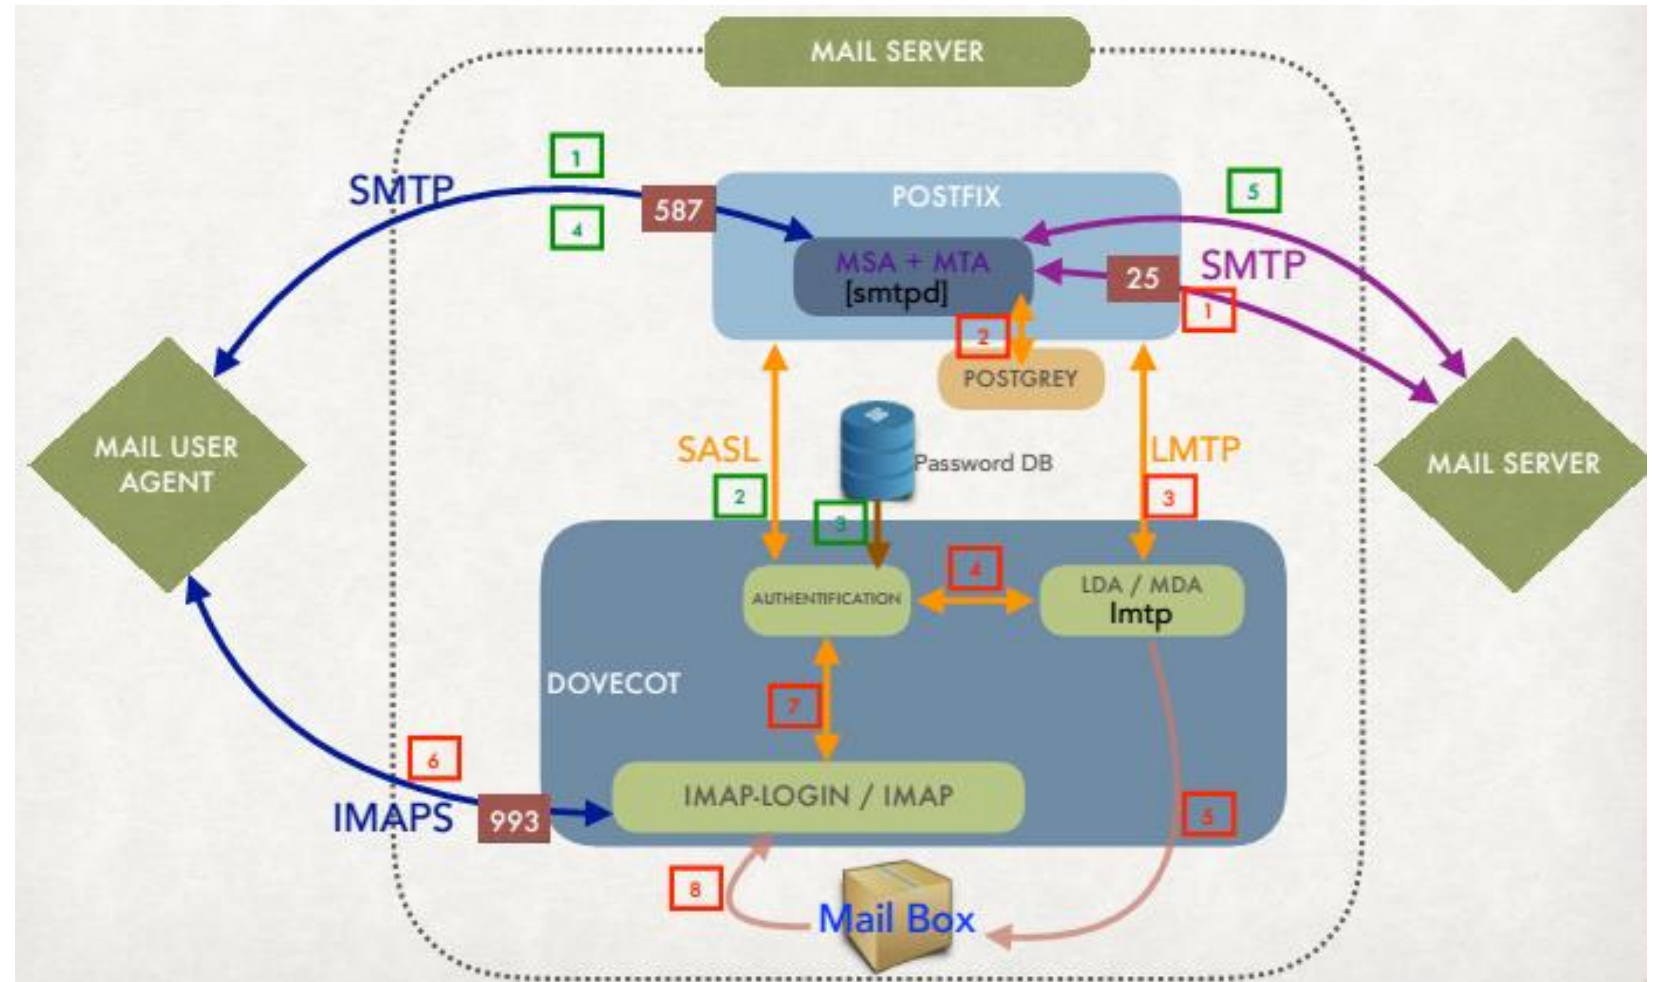 MAIL SERVER
1
SMTP
4
587
POSTFIX
MSA + MTA
[smtpd]
5
SMTP
25
1
2
POSTGREY
MAIL USER
AGENT
SASL
2
Password DB
3
LMTP
3
MAIL SERVER
AUTHENTIFICATION
4
LDA / MDA
lmtp
DOVECOT
7
6
IMAPS
993
IMAP-LOGIN / IMAP
5
8
Mail Box